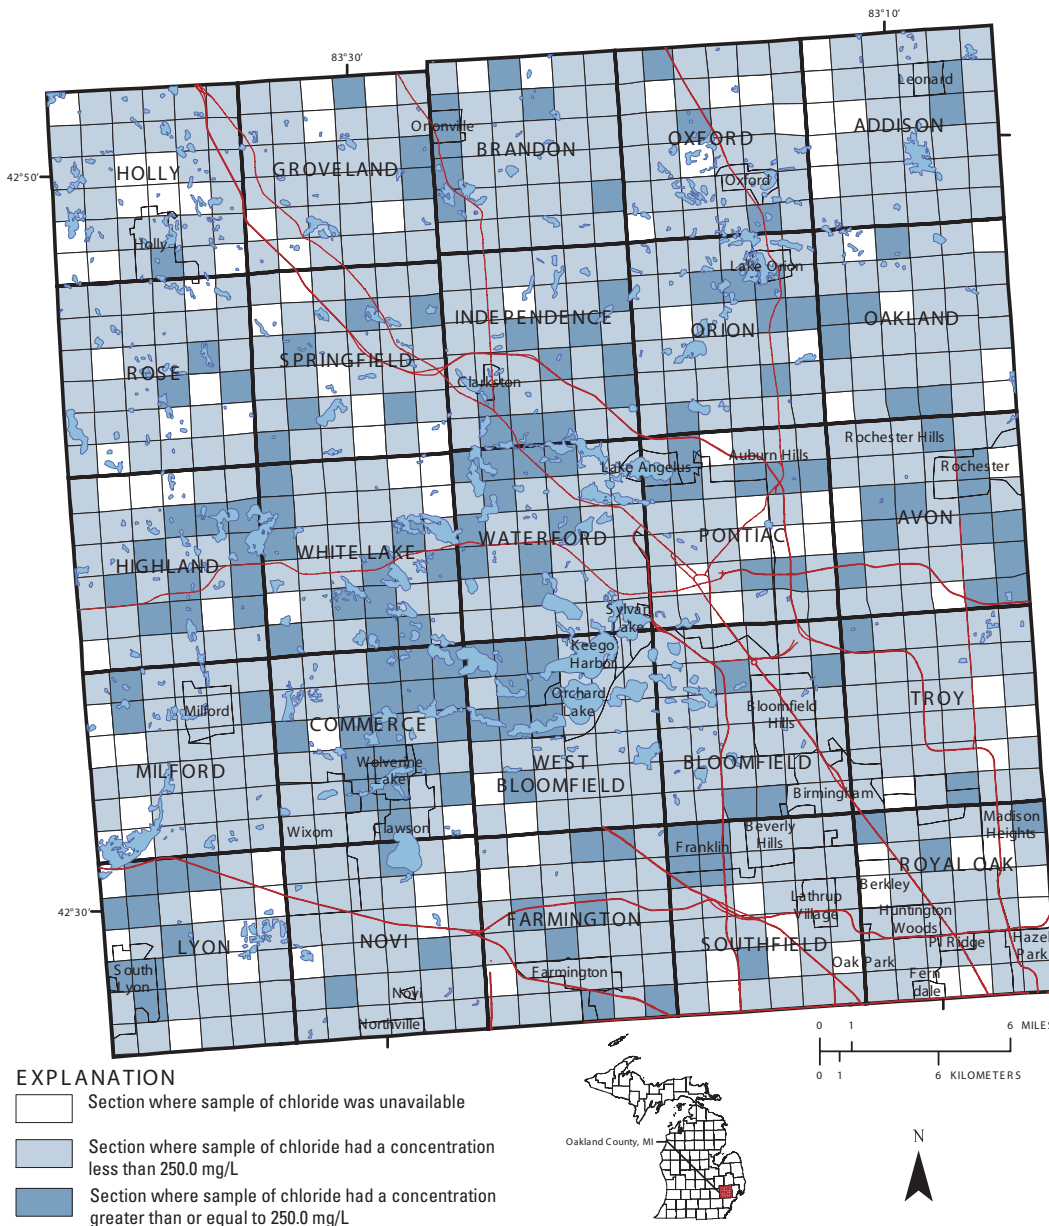 83°10'
83°30'
Leonard
Ononville
ADDISON
OXFORD
BRANDON
GROVELAND
HOLLY
42°50'
Oxford
Holly
Lake Orion
INDEPENDENCE
OAKLAND
ORION
SPRINGFIELD
ROSE
Clarkston
Rochester Hills
Auburn Hills
Lake Angelus
Rochester
AVON
PONTIAC
WATERFORD
WHITE LAKE
HIGHLAND
Sylvan
Lake
Keego
Harbor
Orchard
Lake
TROY
Milford
Bloomfield
Hills
COMMERCE
Wolverine
Lake
WEST
BLOOMFIELD
BLOOMFIELD
MILFORD
Birmingham
Wixom
Clawson
Beverly
Hills
Madison
Heights
Franklin
ROYAL OAK
Berkley
Lathrup
Village
Huntington
Woods
42°30'
FARMINGTON
NOVI
LYON
SOUTHFIELD
Pl Ridge
Hazel
Park
Oak Park
South
Lyon
Farmington
Fern
dale
Novi
Northville
0 1 6 MILES
0 1 6 KILOMETERS
EXPLANATION
Section where sample of chloride was unavailable
Section where sample of chloride had a concentration
less than 250.0 mg/L
Section where sample of chloride had a concentration
greater than or equal to 250.0 mg/L
Oakland County, MI
N